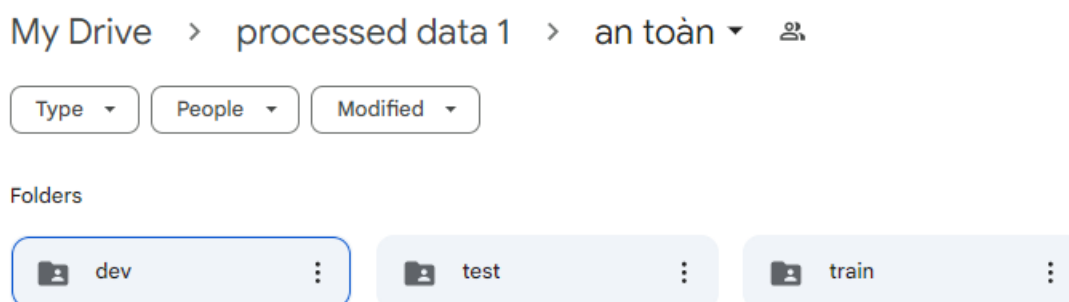 My Drive > processed data 1 > an toàn
Type People Modified
Folders
dev test train